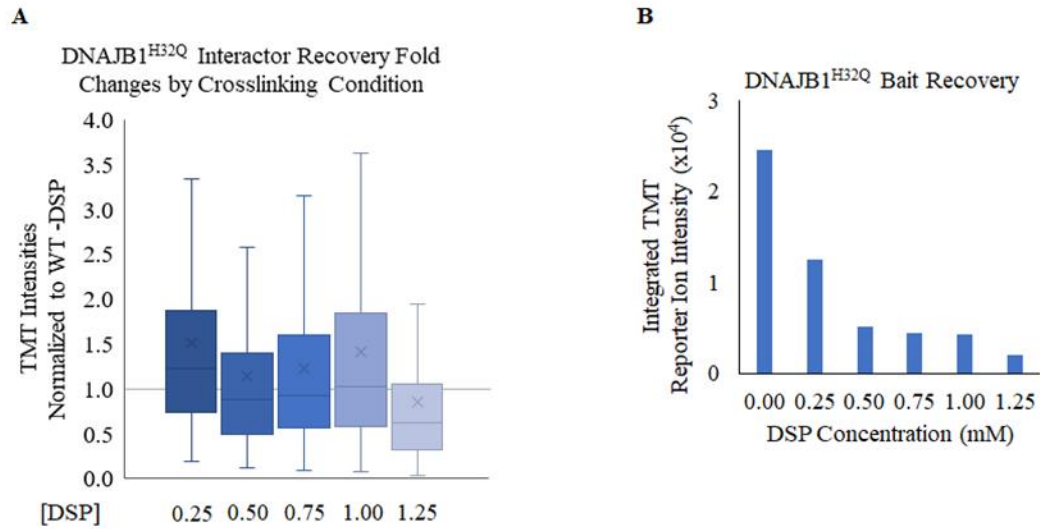 A
DNAJB1H32Q Interactor Recovery Fold
Changes by Crosslinking Condition
TMT Intensities
Normalized to WT -DSP
4.0
3.5
3.0
2.5
2.0
1.5
1.0
0.5
0.0
[DSP] 0.25 0.50 0.75 1.00 1.25
B
DNAJB1H32Q Bait Recovery
Integrated TMT
Reporter Ion Intensity (x10⁴)
3
2
1
0
0.00 0.25 0.50 0.75 1.00 1.25
DSP Concentration (mM)